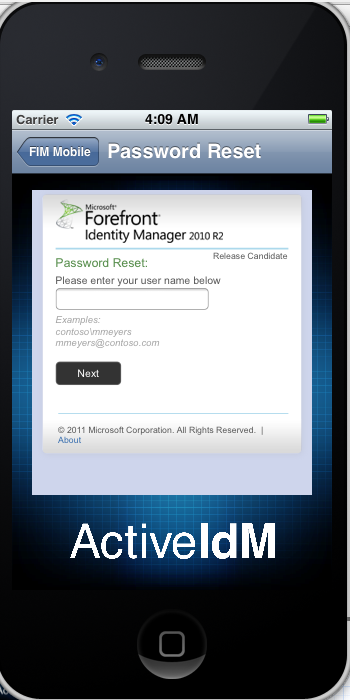 Carrier 4:09 AM
FIM Mobile Password Reset
Microsoft®
Forefront®
Identity Manager 2010 R2
Release Candidate
Password Reset:
Please enter your user name below
Examples:
contoso\mmeyers
mmeyers@contoso.com
Next
© 2011 Microsoft Corporation. All Rights Reserved. |
About
ActiveIdM